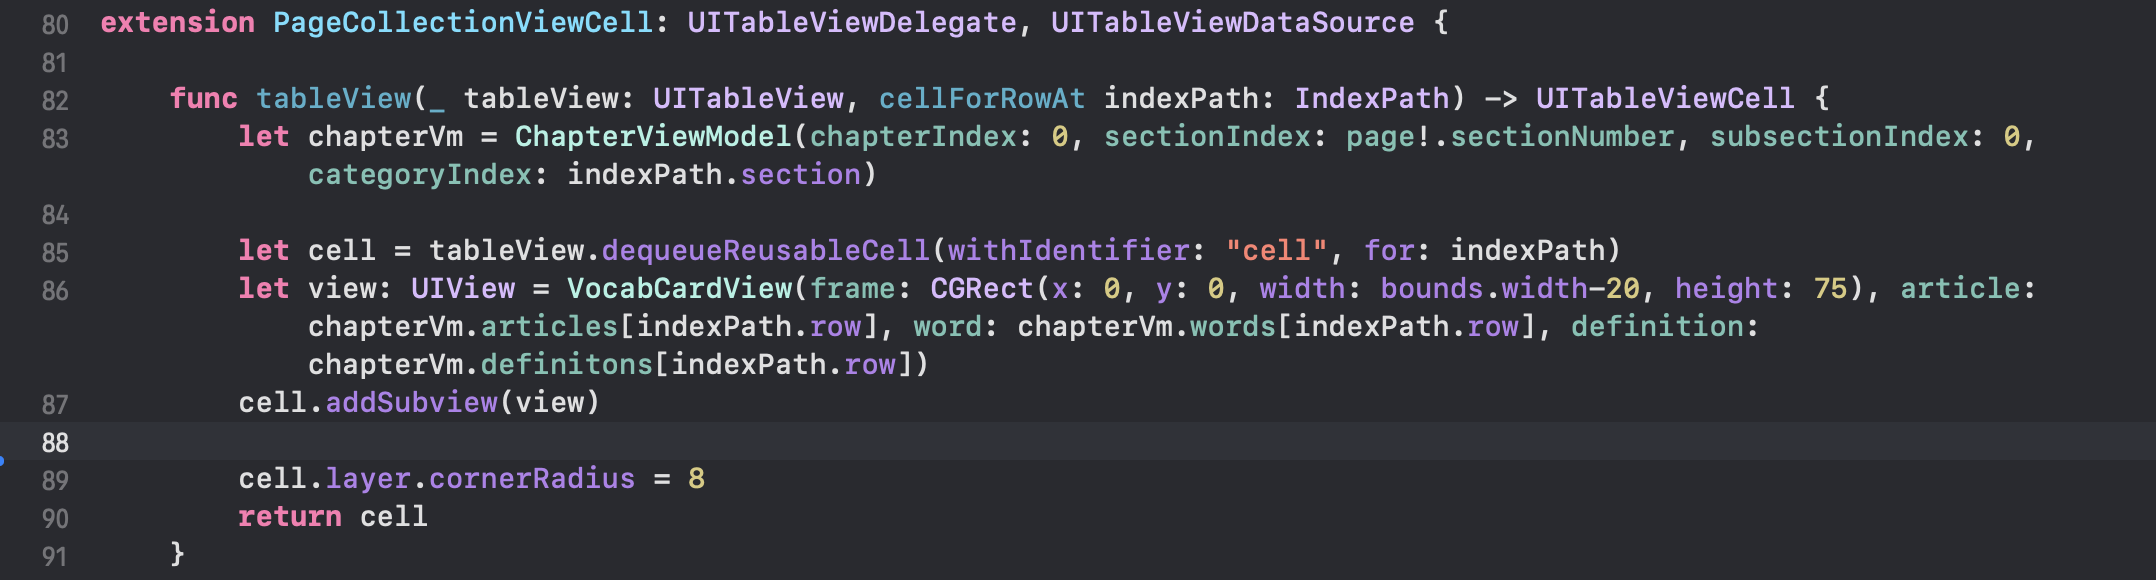 80 extension PageCollectionViewCell: UITableViewDelegate, UITableViewDataSource {
81
82 func tableView(_ tableView: UITableView, cellForRowAt indexPath: IndexPath) -> UITableViewCell {
83 let chapterVm = ChapterViewModel(chapterIndex: 0, sectionIndex: page!.sectionNumber, subsectionIndex: 0,
categoryIndex: indexPath.section)
84
85 let cell = tableView.dequeueReusableCell(withIdentifier: "cell", for: indexPath)
86 let view: UIView = VocabCardView(frame: CGRect(x: 0, y: 0, width: bounds.width-20, height: 75), article:
chapterVm.articles[indexPath.row], word: chapterVm.words[indexPath.row], definition:
chapterVm.definitons[indexPath.row])
87 cell.addSubview(view)
88
89 cell.layer.cornerRadius = 8
90 return cell
91 }